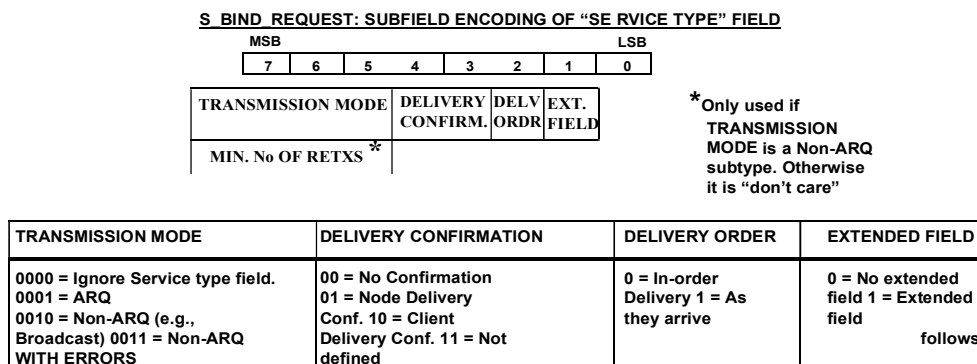 S_BIND_REQUEST: SUBFIELD ENCODING OF “SE RVICE TYPE” FIELD
MSB LSB
7 6 5 4 3 2 1 0
TRANSMISSION MODE DELIVERY CONFIRM. DELV ORDR EXT. FIELD
MIN. No OF RETXS *
*Only used if
TRANSMISSION
MODE is a Non-ARQ
subtype. Otherwise
it is “don’t care”
TRANSMISSION MODE DELIVERY CONFIRMATION DELIVERY ORDER EXTENDED FIELD
0000 = Ignore Service type field.
0001 = ARQ
0010 = Non-ARQ (e.g.,
Broadcast) 0011 = Non-ARQ
WITH ERRORS
00 = No Confirmation
01 = Node Delivery
Conf. 10 = Client
Delivery Conf. 11 = Not
defined
0 = In-order
Delivery 1 = As
they arrive
0 = No extended
field 1 = Extended
field
follows